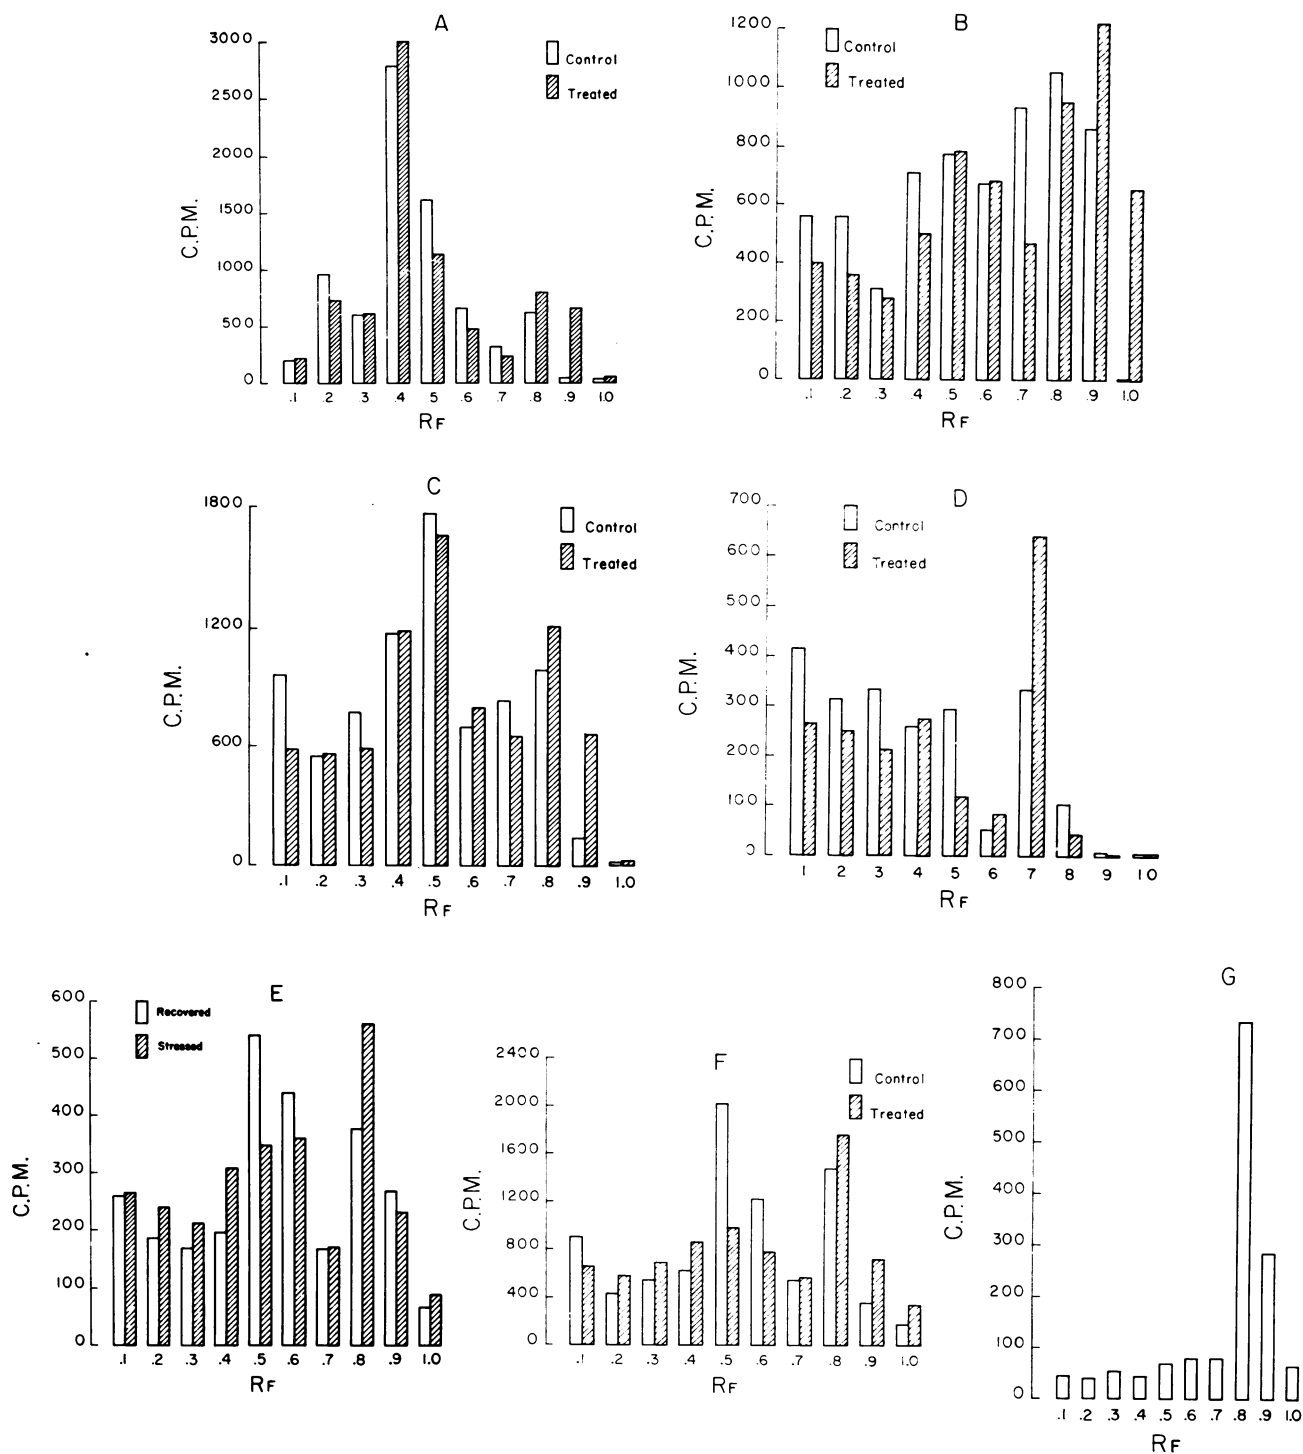 A
3000
2500
2000
1500
1000
500
0
C.P.M.
Control
Treated
.1 .2 .3 .4 .5 .6 .7 .8 .9 1.0
RF
B
1200
1000
800
600
400
200
0
C.P.M.
Control
Treated
.1 .2 .3 .4 .5 .6 .7 .8 .9 1.0
RF
C
1800
1200
600
0
C.P.M.
Control
Treated
.1 .2 .3 .4 .5 .6 .7 .8 .9 1.0
RF
D
700
600
500
400
300
200
100
0
C.P.M.
Control
Treated
1 2 3 4 5 6 7 8 9 1.0
RF
E
600
500
400
300
200
100
0
C.P.M.
Recovered
Stressed
.1 .2 .3 .4 .5 .6 .7 .8 .9 1.0
RF
F
2400
2000
1600
1200
800
400
0
C.P.M.
Control
Treated
.1 .2 .3 .4 .5 .6 .7 .8 .9 1.0
RF
G
800
700
600
500
400
300
200
100
0
C.P.M.
.1 .2 .3 .4 .5 .6 .7 .8 .9 1.0
RF